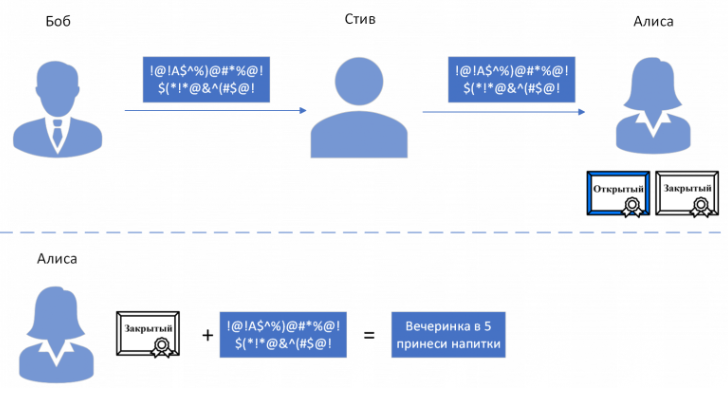 Боб
Стив
Алиса
!@!A$^%)@#*%@!
$(*!*@&^(#$@!
!@!A$^%)@#*%@!
$(*!*@&^(#$@!
Открытый
Закрытый
Алиса
Закрытый
+
!@!A$^%)@#*%@!
$(*!*@&^(#$@!
=
Вечеринка в 5
принеси напитки